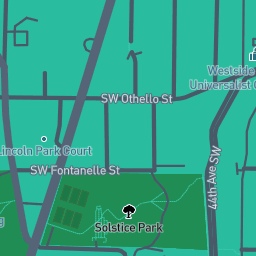 Westside
Universalist C
SW Othello St
Lincoln Park Court
SW Fontanelle St
44th Ave SW
Solstice Park